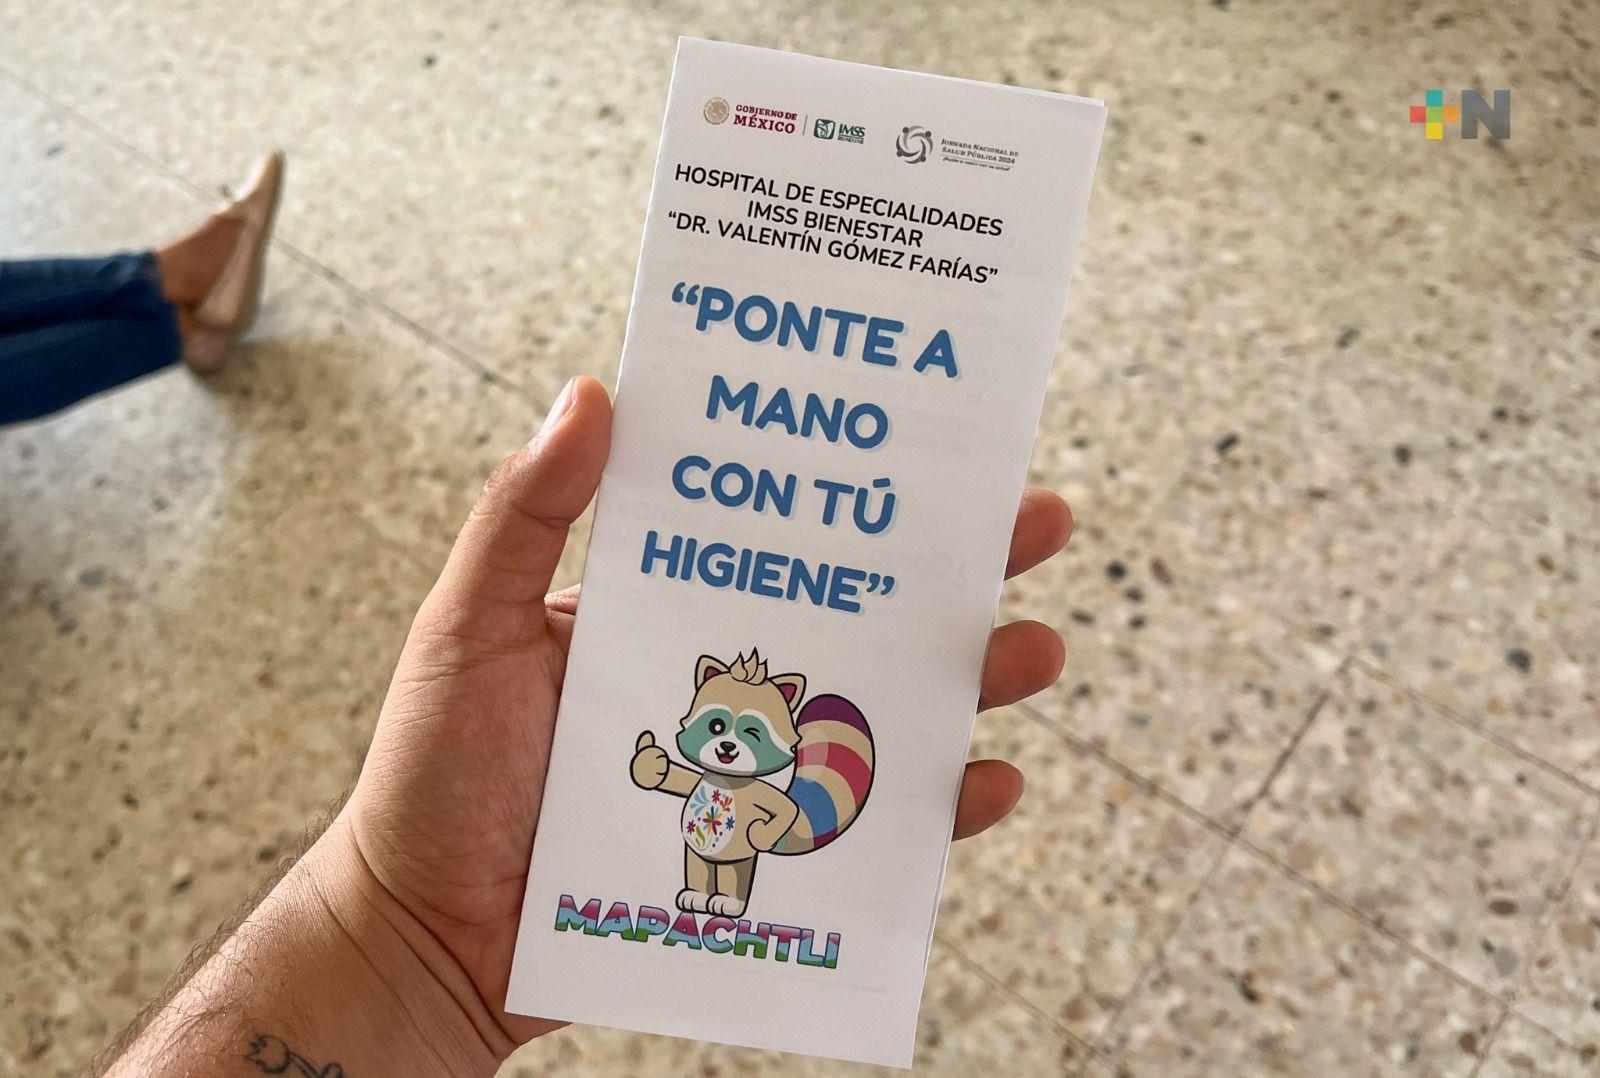 GOBIERNO DE
MÉXICO
IMSS
BIENESTAR
JORNADA NACIONAL DE
SALUD PÚBLICA 2024
+N
HOSPITAL DE ESPECIALIDADES
IMSS BIENESTAR
“DR. VALENTÍN GÓMEZ FARÍAS”
“PONTE A
MANO
CON TÚ
HIGIENE”
MAPACHTLI